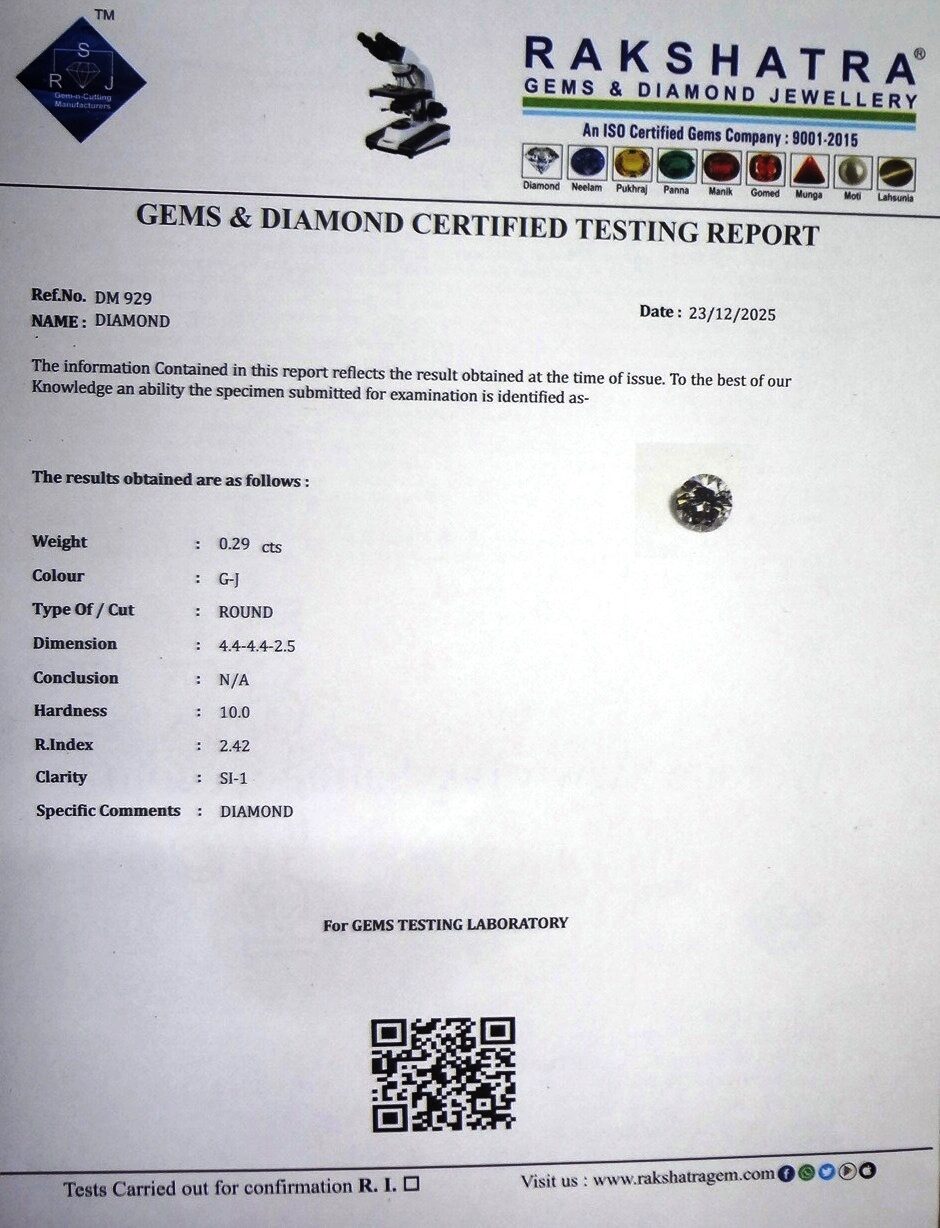 TM
S
R J
Gem-n-Cutting
Manufacturers
RAKSHATRA®
GEMS & DIAMOND JEWELLERY
An ISO Certified Gems Company : 9001-2015
Diamond Neelam Pukhraj Panna Manik Gomed Munga Moti Lahsunia
GEMS & DIAMOND CERTIFIED TESTING REPORT
Ref.No. DM 929
NAME : DIAMOND
Date : 23/12/2025
The information Contained in this report reflects the result obtained at the time of issue. To the best of our
Knowledge an ability the specimen submitted for examination is identified as-
The results obtained are as follows :
Weight : 0.29 cts
Colour : G-J
Type Of / Cut : ROUND
Dimension : 4.4-4.4-2.5
Conclusion : N/A
Hardness : 10.0
R.Index : 2.42
Clarity : SI-1
Specific Comments : DIAMOND
For GEMS TESTING LABORATORY
Tests Carried out for confirmation R. I. ☐
Visit us : www.rakshatragem.com